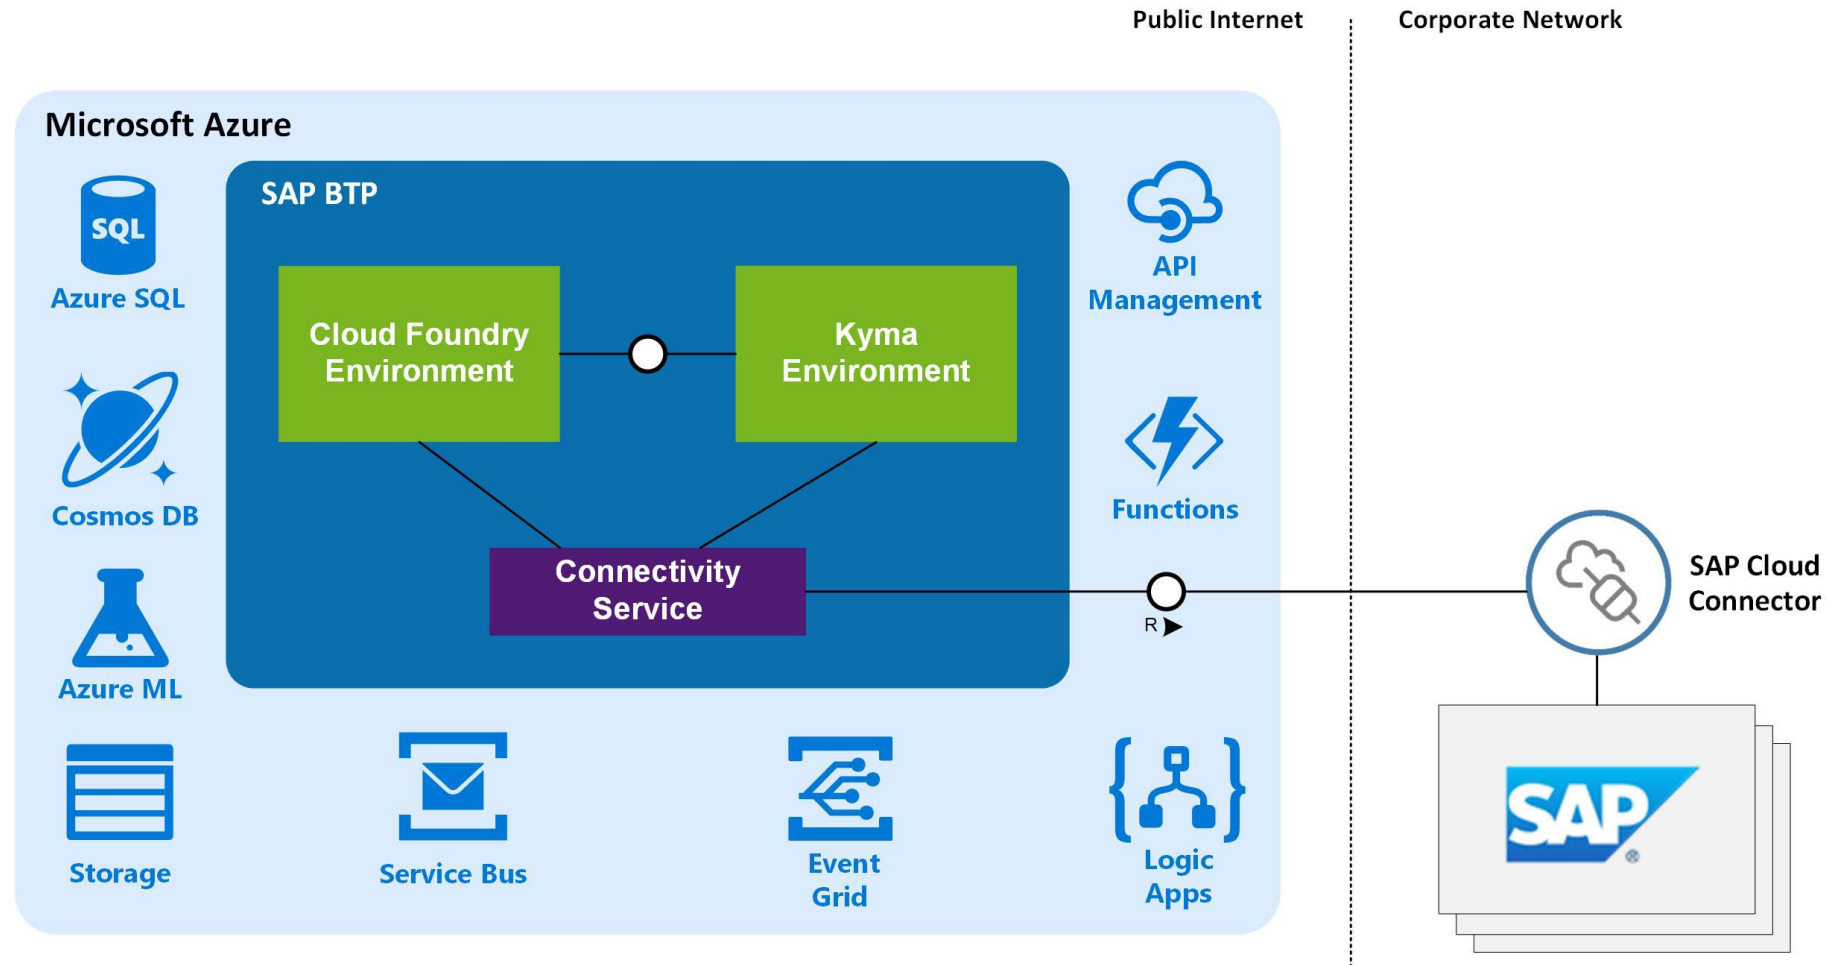 Public Internet
Corporate Network
Microsoft Azure
SAP BTP
SQL
Azure SQL
API
Management
Cloud Foundry
Environment
Kyma
Environment
Cosmos DB
Functions
Connectivity
Service
R
SAP Cloud
Connector
Azure ML
Storage
Service Bus
Event
Grid
Logic
Apps
SAP
®